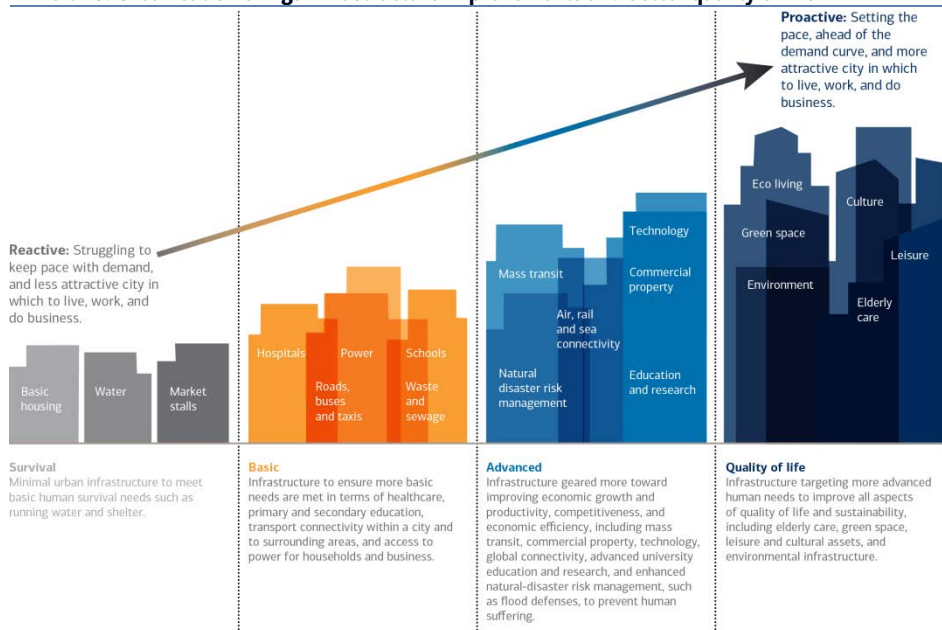 Proactive: Setting the
pace, ahead of the
demand curve, and more
attractive city in which
to live, work, and do
business.
Reactive: Struggling to
keep pace with demand,
and less attractive city in
which to live, work, and
do business.
Basic
housing
Water
Market
stalls
Hospitals
Power
Schools
Roads,
buses
and taxis
Waste
and
sewage
Mass transit
Technology
Commercial
property
Air, rail
and sea
connectivity
Natural
disaster risk
management
Education
and research
Eco living
Culture
Green space
Leisure
Environment
Elderly
care
Survival
Minimal urban infrastructure to meet
basic human survival needs such as
running water and shelter.
Basic
Infrastructure to ensure more basic
needs are met in terms of healthcare,
primary and secondary education,
transport connectivity within a city and
to surrounding areas, and access to
power for households and business.
Advanced
Infrastructure geared more toward
improving economic growth and
productivity, competitiveness, and
economic efficiency, including mass
transit, commercial property, technology,
global connectivity, advanced university
education and research, and enhanced
natural-disaster risk management, such
as flood defenses, to prevent human
suffering.
Quality of life
Infrastructure targeting more advanced
human needs to improve all aspects
of quality of life and sustainability,
including elderly care, green space,
leisure and cultural assets, and
environmental infrastructure.